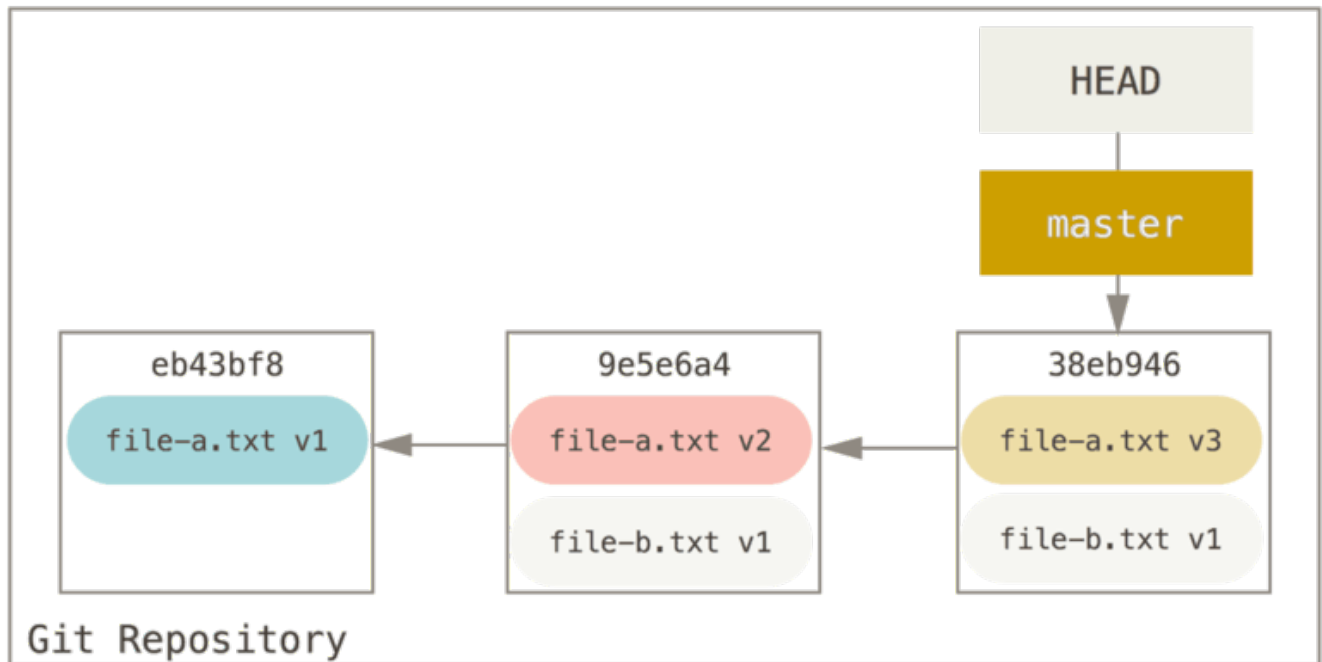 HEAD
master
eb43bf8
file-a.txt v1
9e5e6a4
file-a.txt v2
file-b.txt v1
38eb946
file-a.txt v3
file-b.txt v1
Git Repository